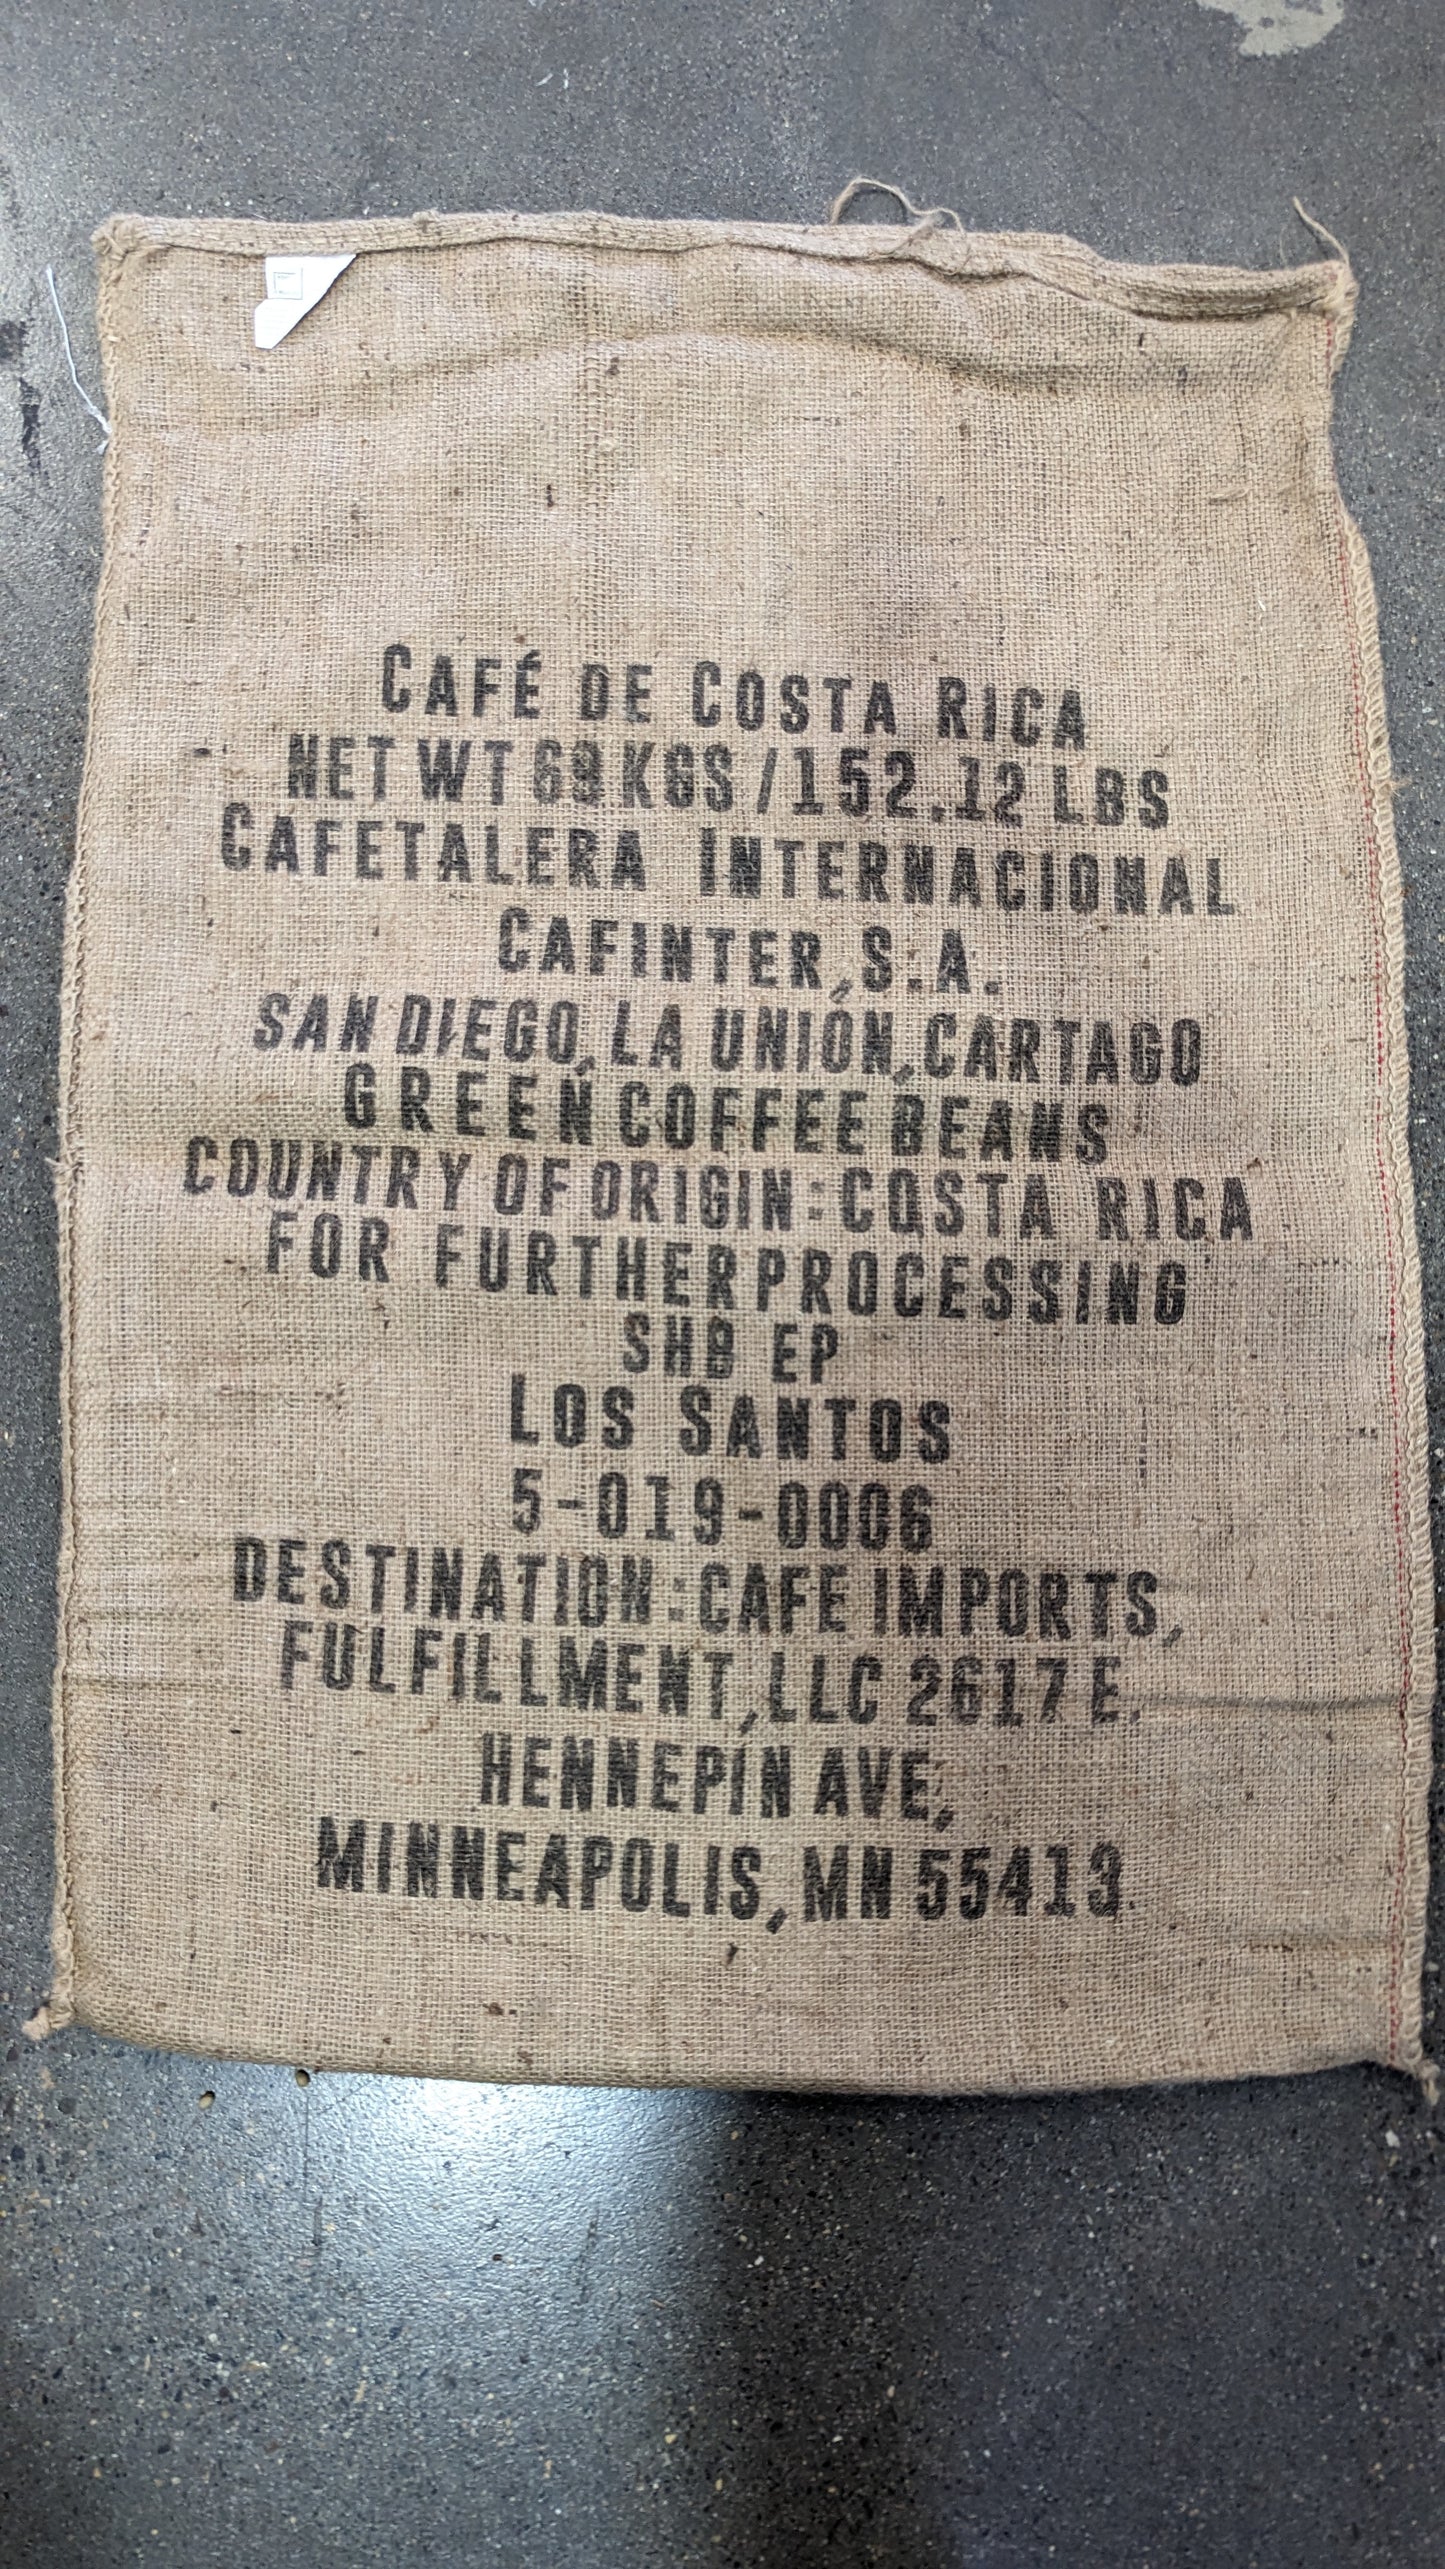 CAFÉ DE COSTA RICA
NET WT 69 KGS / 152.12 LBS
CAFETALERA INTERNACIONAL
CAFINTER, S.A.
SAN DIEGO, LA UNIÓN, CARTAGO
GREEN COFFEE BEANS
COUNTRY OF ORIGIN: COSTA RICA
FOR FURTHER PROCESSING
SHB EP
LOS SANTOS
5-019-0006
DESTINATION: CAFE IMPORTS,
FULFILLMENT, LLC 2617 E.
HENNEPIN AVE,
MINNEAPOLIS, MN 55413.